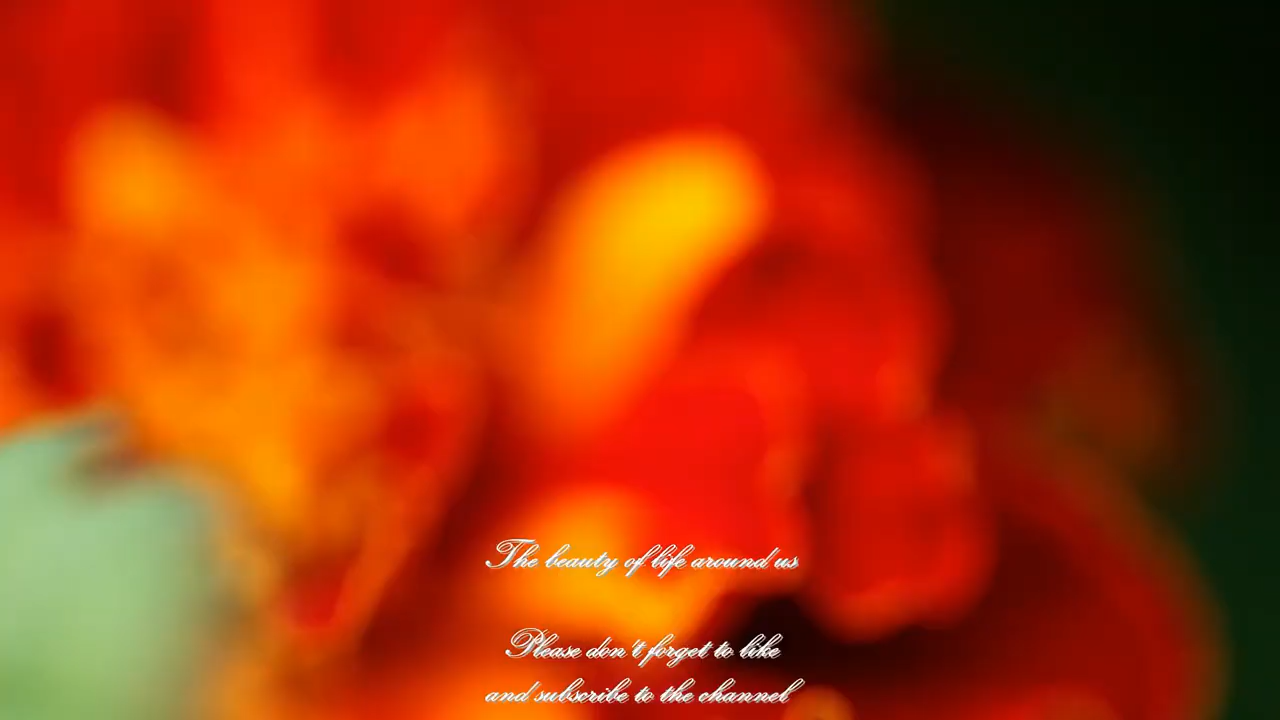 The beauty of life around us
Please don't forget to like
and subscribe to the channel